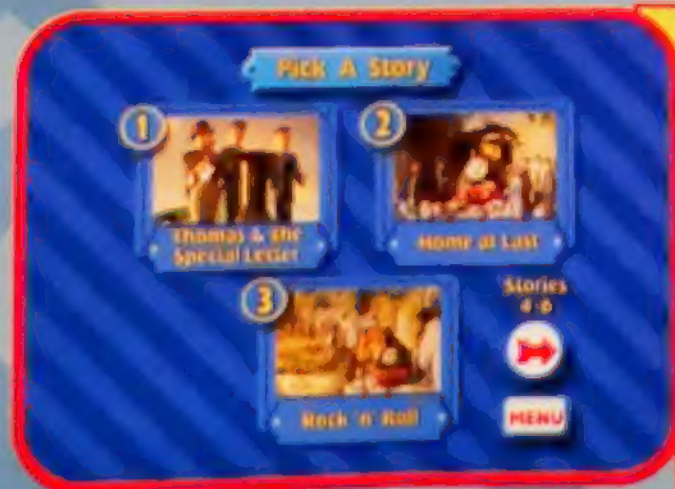 Pick A Story
1
2
Thomas & the
Special Letter
Home at Last
3
Stories
4-6
Rock 'n' Roll
MENU